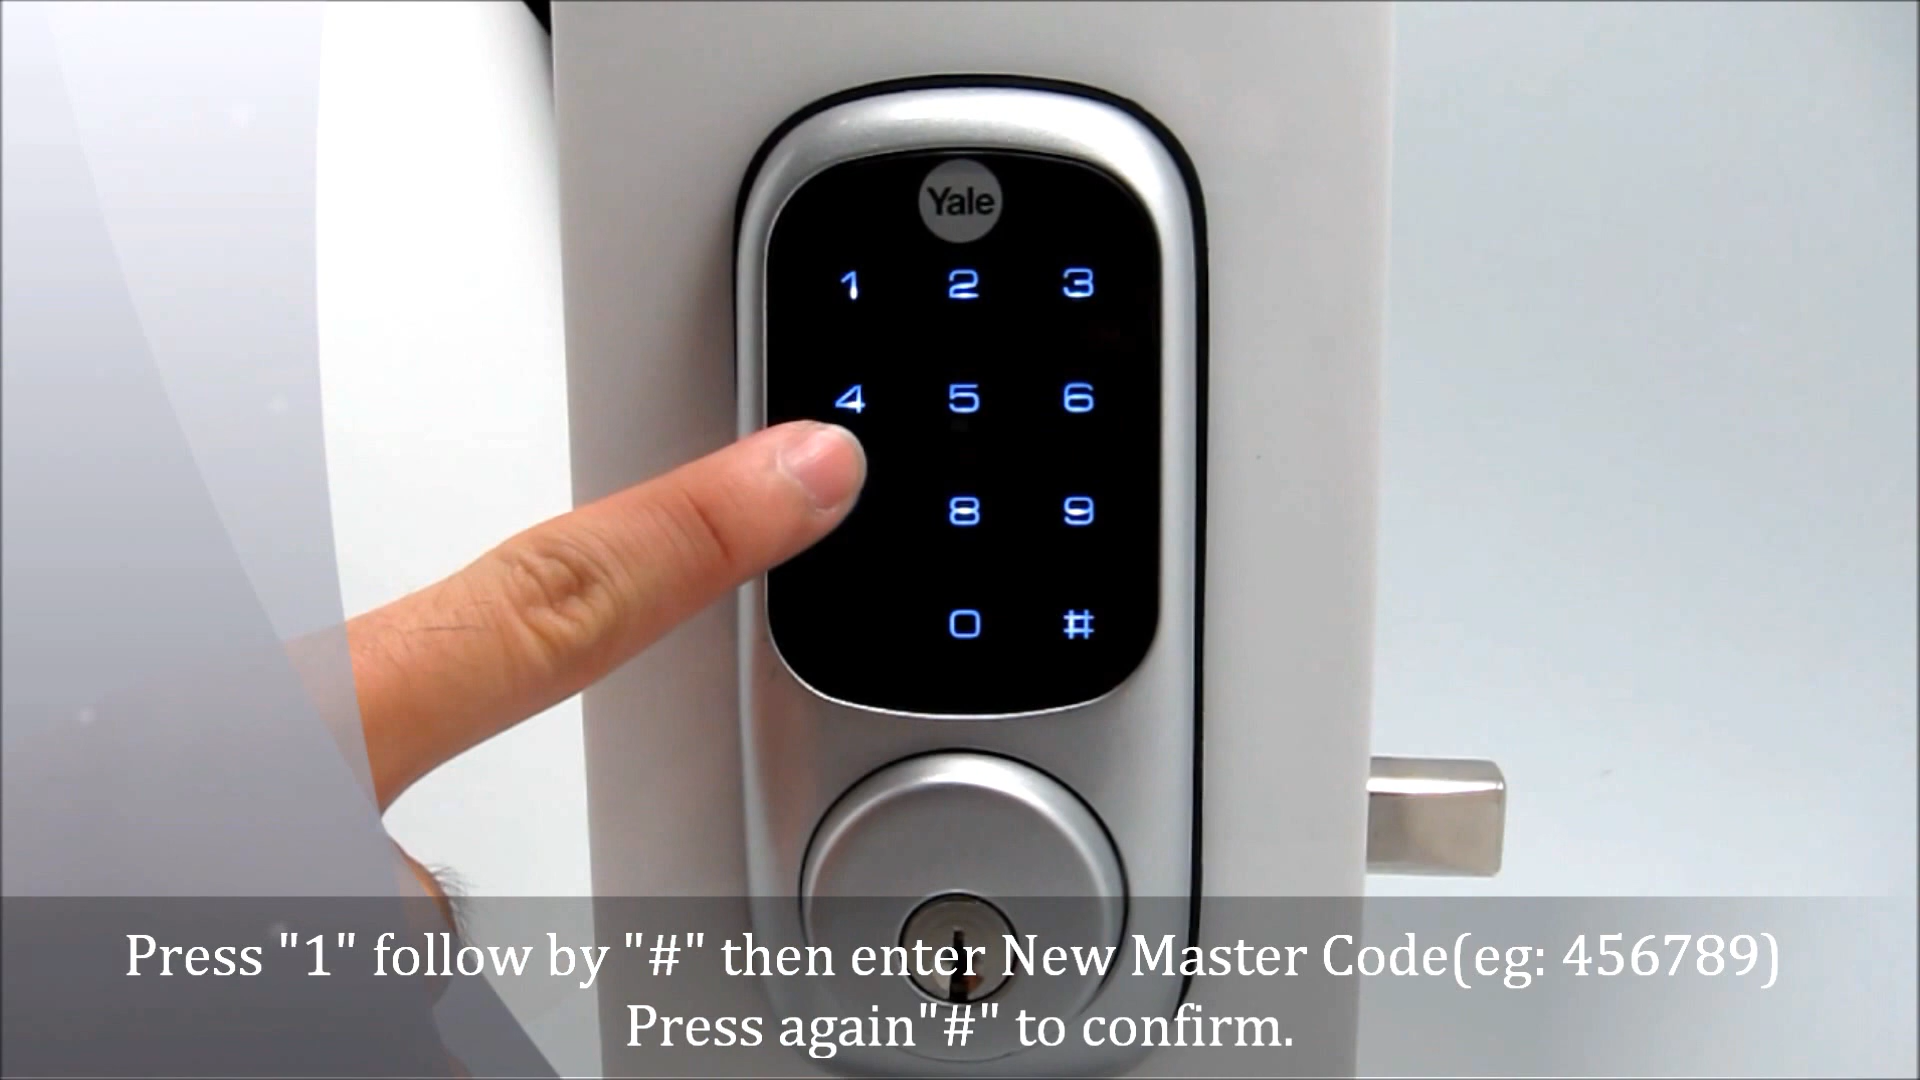 Yale
1 2 3
4 5 6
8 9
0 #
Press "1" follow by "#" then enter New Master Code(eg: 456789)
Press again"#" to confirm.